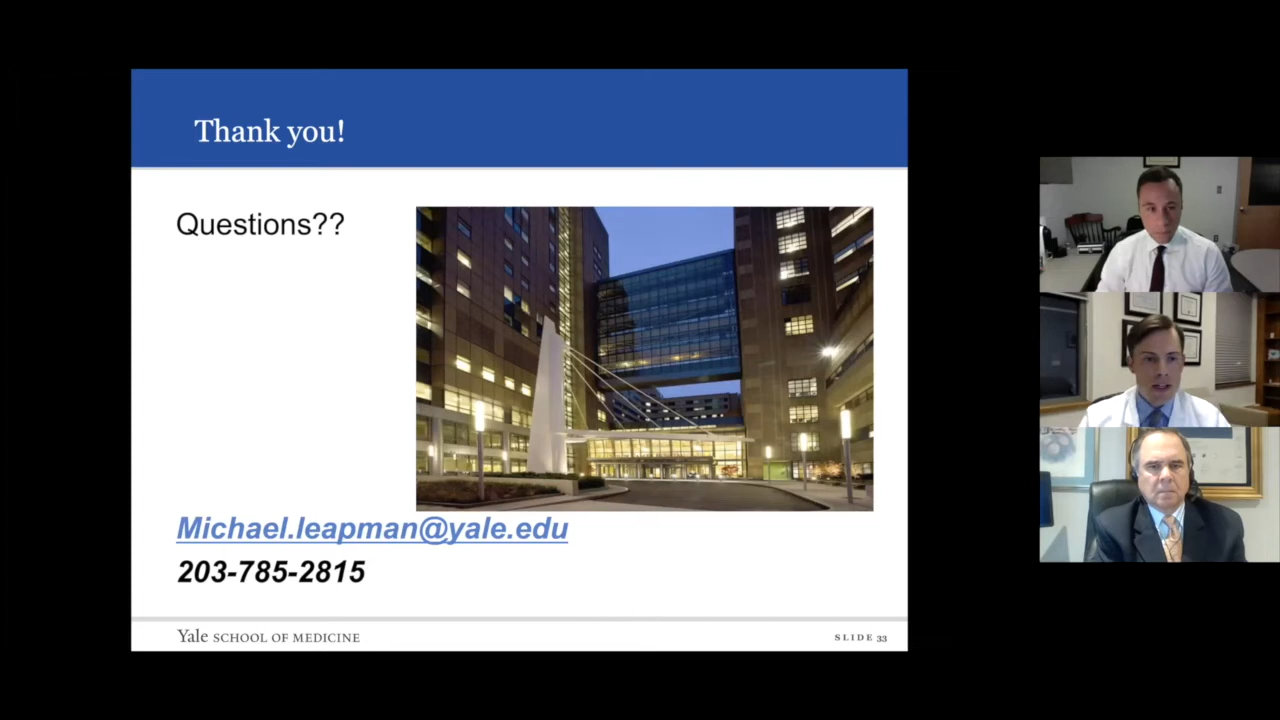 Thank you!
Questions??
Michael.leapman@yale.edu
203-785-2815
Yale SCHOOL OF MEDICINE
SLIDE 33